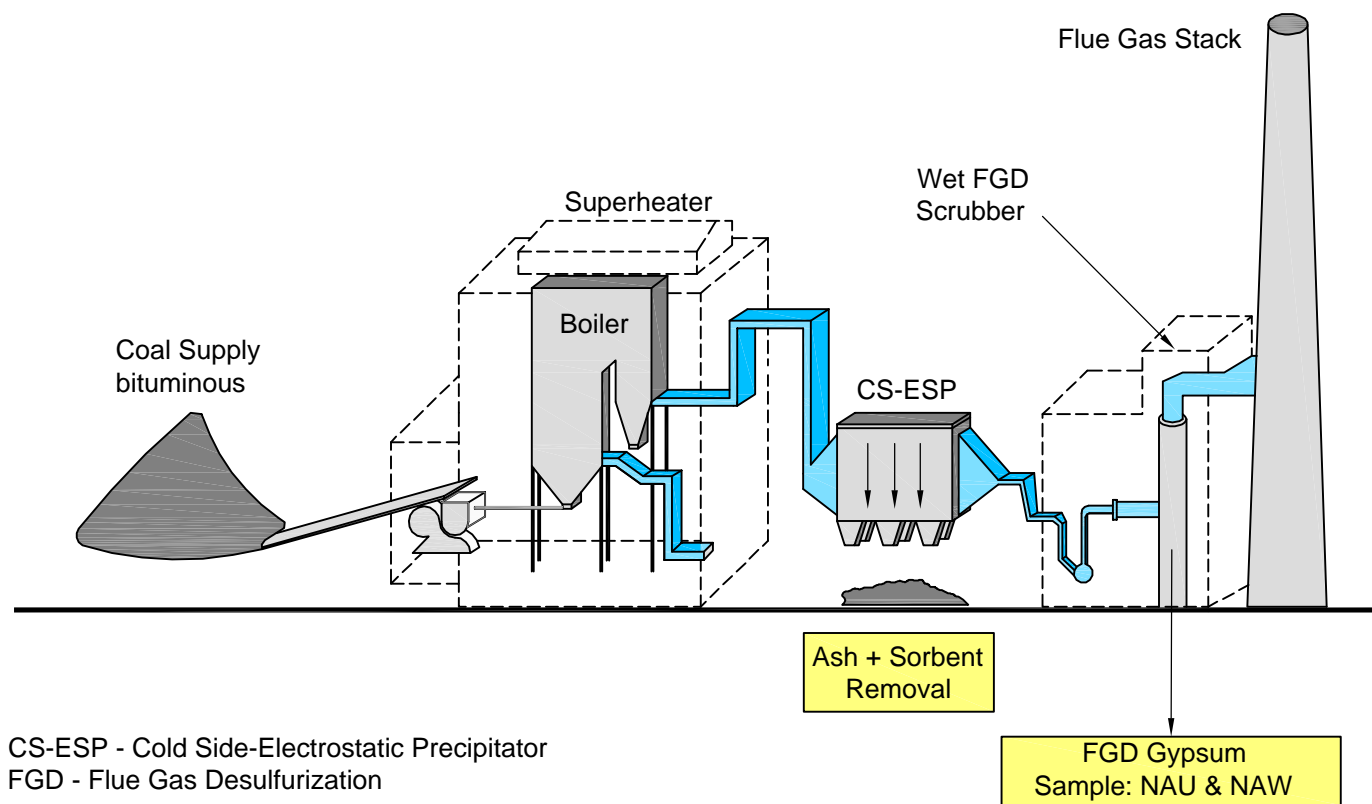 Flue Gas Stack
Wet FGD
Scrubber
Superheater
Boiler
Coal Supply
bituminous
CS-ESP
Ash + Sorbent
Removal
CS-ESP - Cold Side-Electrostatic Precipitator
FGD - Flue Gas Desulfurization
FGD Gypsum
Sample: NAU & NAW